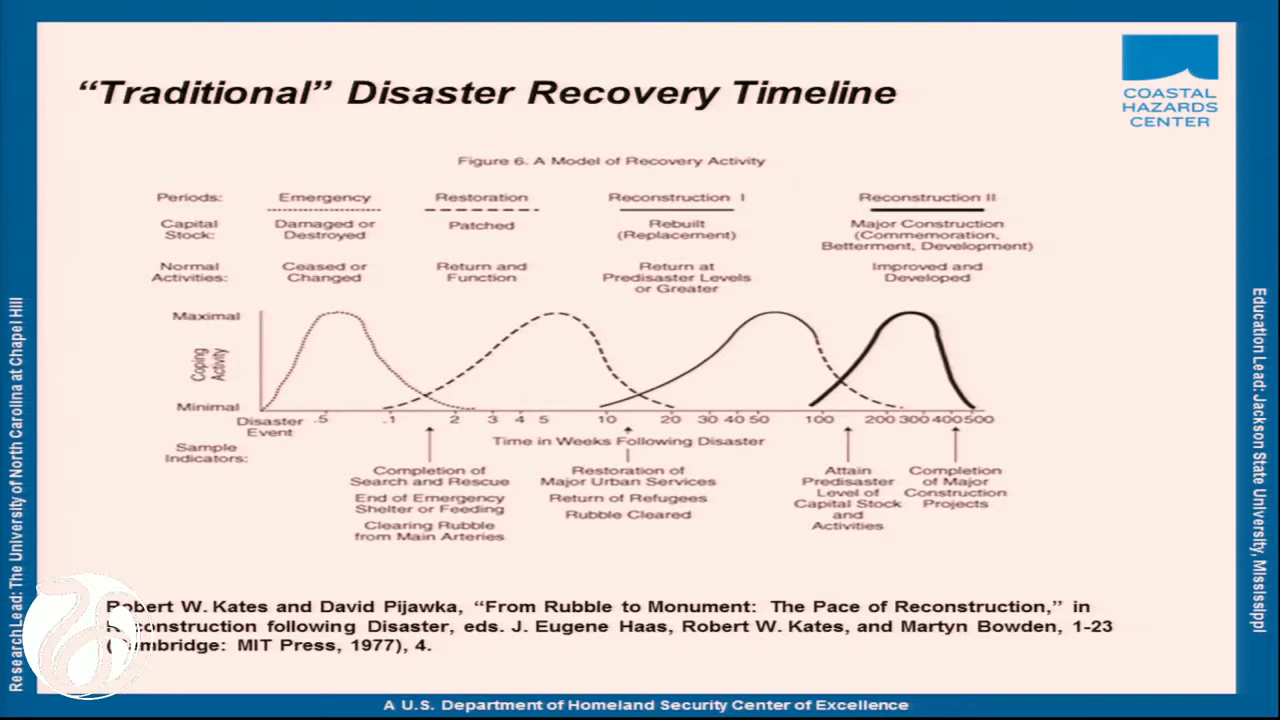 “Traditional” Disaster Recovery Timeline
COASTAL
HAZARDS
CENTER
Figure 6. A Model of Recovery Activity
Periods: Emergency Restoration Reconstruction I Reconstruction II
Capital Stock: Damaged or Destroyed Patched Rebuilt (Replacement) Major Construction (Commemoration, Betterment, Development)
Normal Activities: Ceased or Changed Return and Function Return at Predisaster Levels or Greater Improved and Developed
Maximal
Coping Activity
Minimal
Disaster Event .5 .1 2 3 4 5 10 20 30 40 50 100 200 300 400 500
Time in Weeks Following Disaster
Sample Indicators:
Completion of
Search and Rescue
End of Emergency
Shelter or Feeding
Clearing Rubble
from Main Arteries
Restoration of
Major Urban Services
Return of Refugees
Rubble Cleared
Attain
Predisaster
Level of
Capital Stock
and
Activities
Completion
of Major
Construction
Projects
Robert W. Kates and David Pijawka, “From Rubble to Monument: The Pace of Reconstruction,” in
Reconstruction following Disaster, eds. J. Eugene Haas, Robert W. Kates, and Martyn Bowden, 1-23
(Cambridge: MIT Press, 1977), 4.
Research Lead: The University of North Carolina at Chapel Hill
Education Lead: Jackson State University, Mississippi
A U.S. Department of Homeland Security Center of Excellence